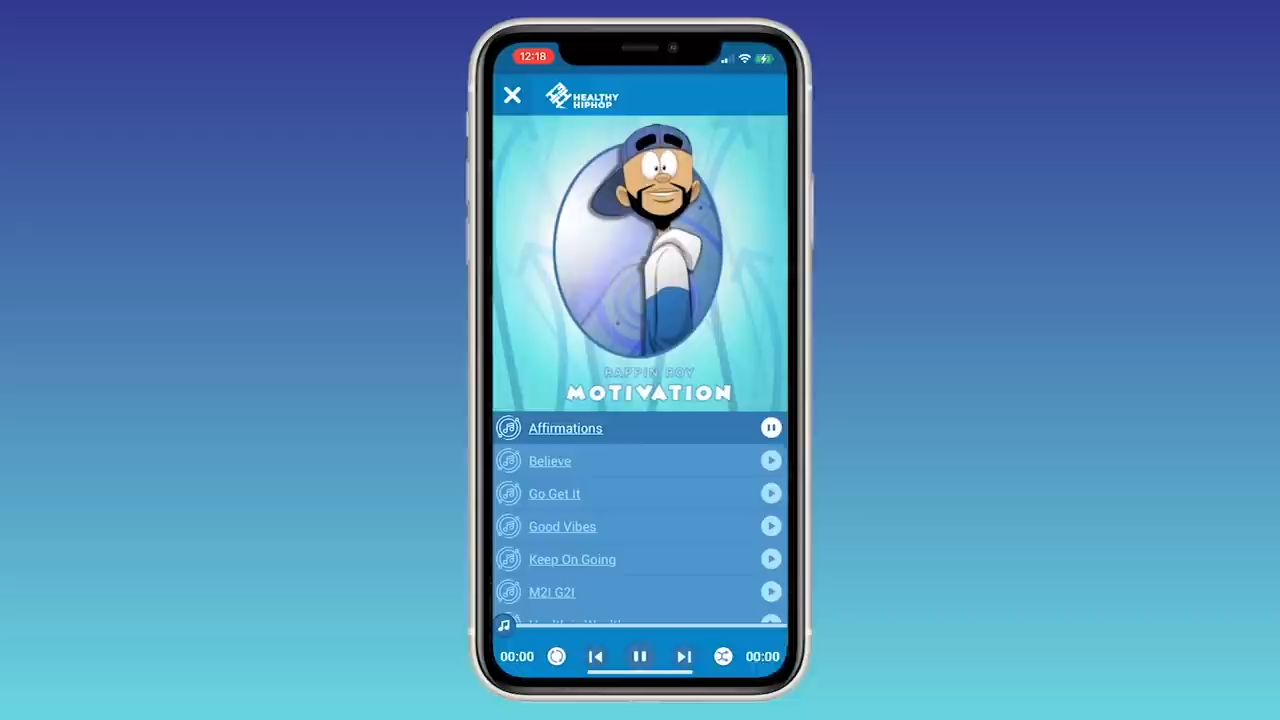 12:18
HEALTHY
HIPHOP
RAPPIN ROY
MOTIVATION
Affirmations
Believe
Go Get It
Good Vibes
Keep On Going
M2I G2I
00:00
00:00